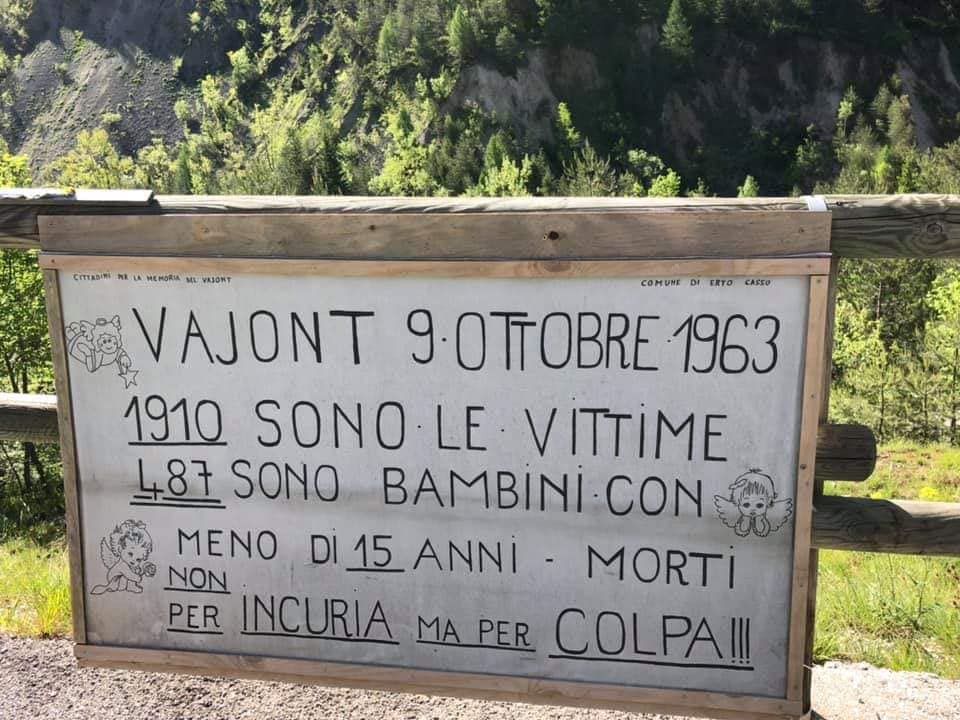 CITTADINI PER LA MEMORIA DEL VAJONT
COMUNE DI ERTO CASSO
VAJONT 9·OTTOBRE·1963
1910 SONO·LE·VITTIME
487 SONO BAMBINI·CON
MENO DI 15 ANNI - MORTI
NON
PER INCURIA MA PER COLPA!!!